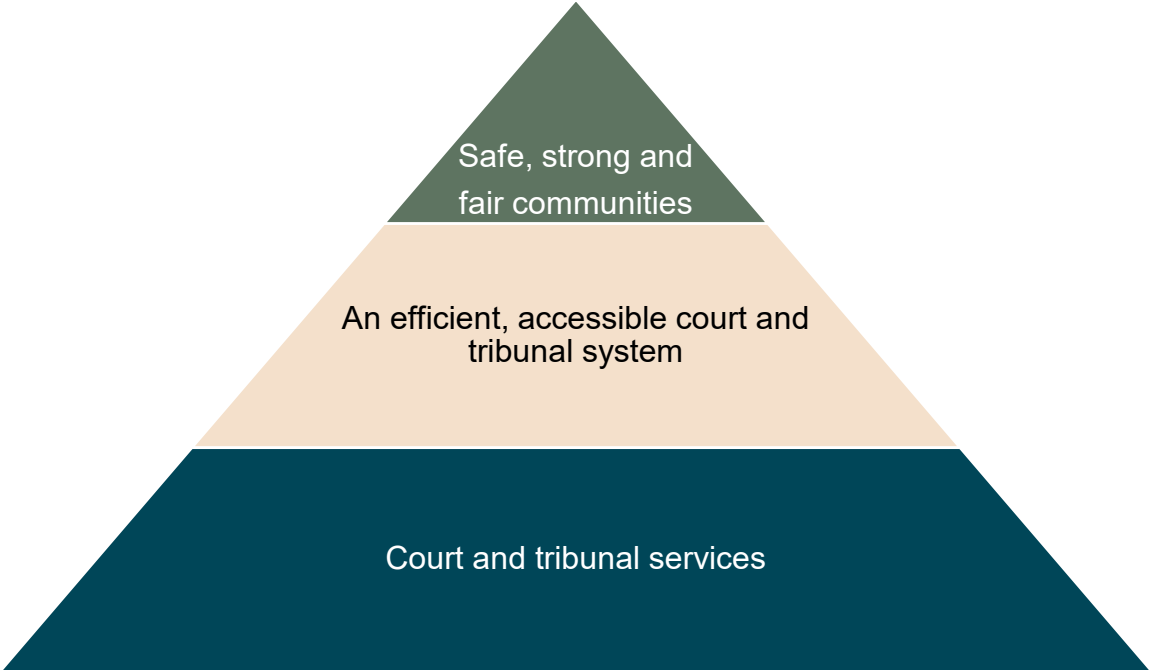 Safe, strong and
fair communities
An efficient, accessible court and
tribunal system
Court and tribunal services